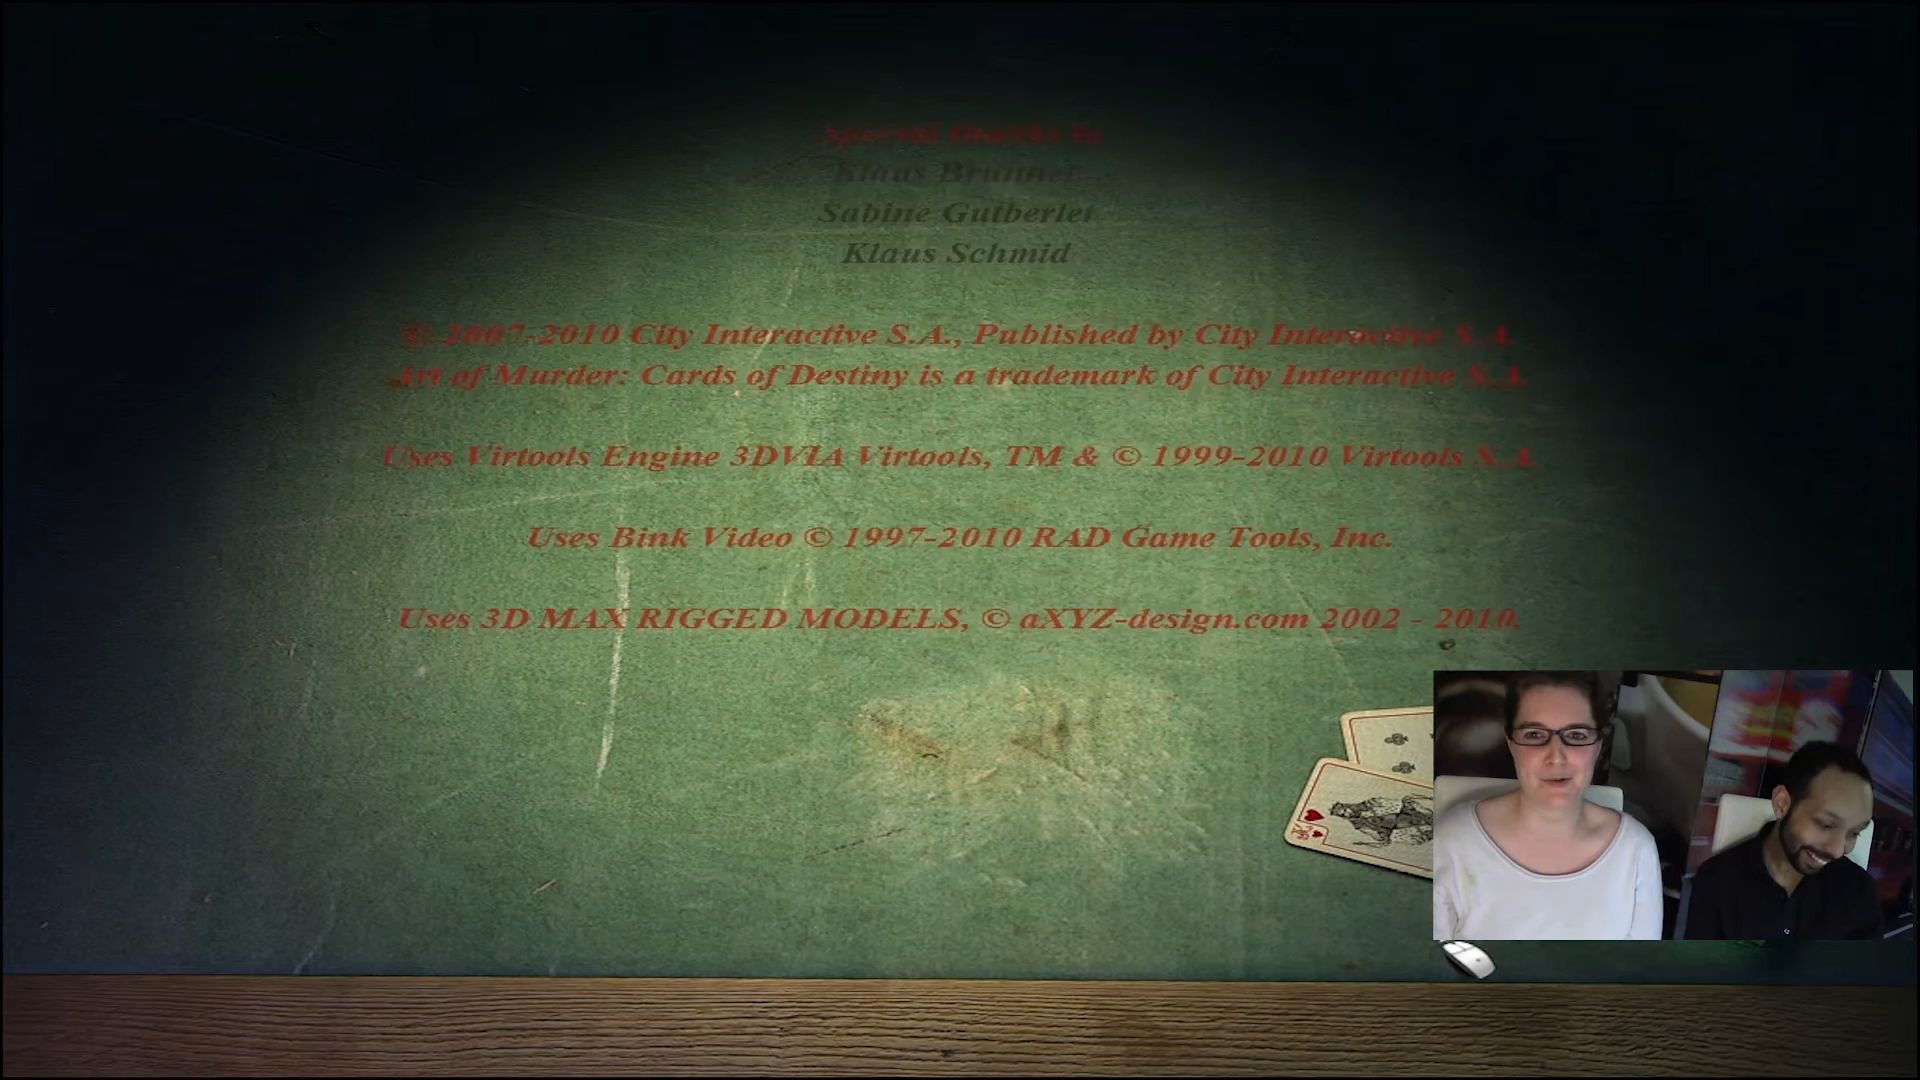 Special Thanks to
Klaus Brunner
Sabine Gutberlet
Klaus Schmid
© 2007-2010 City Interactive S.A., Published by City Interactive S.A.
Art of Murder: Cards of Destiny is a trademark of City Interactive S.A.
Uses Virtools Engine 3DVIA Virtools, TM & © 1999-2010 Virtools S.A.
Uses Bink Video © 1997-2010 RAD Game Tools, Inc.
Uses 3D MAX RIGGED MODELS, © aXYZ-design.com 2002 - 2010.